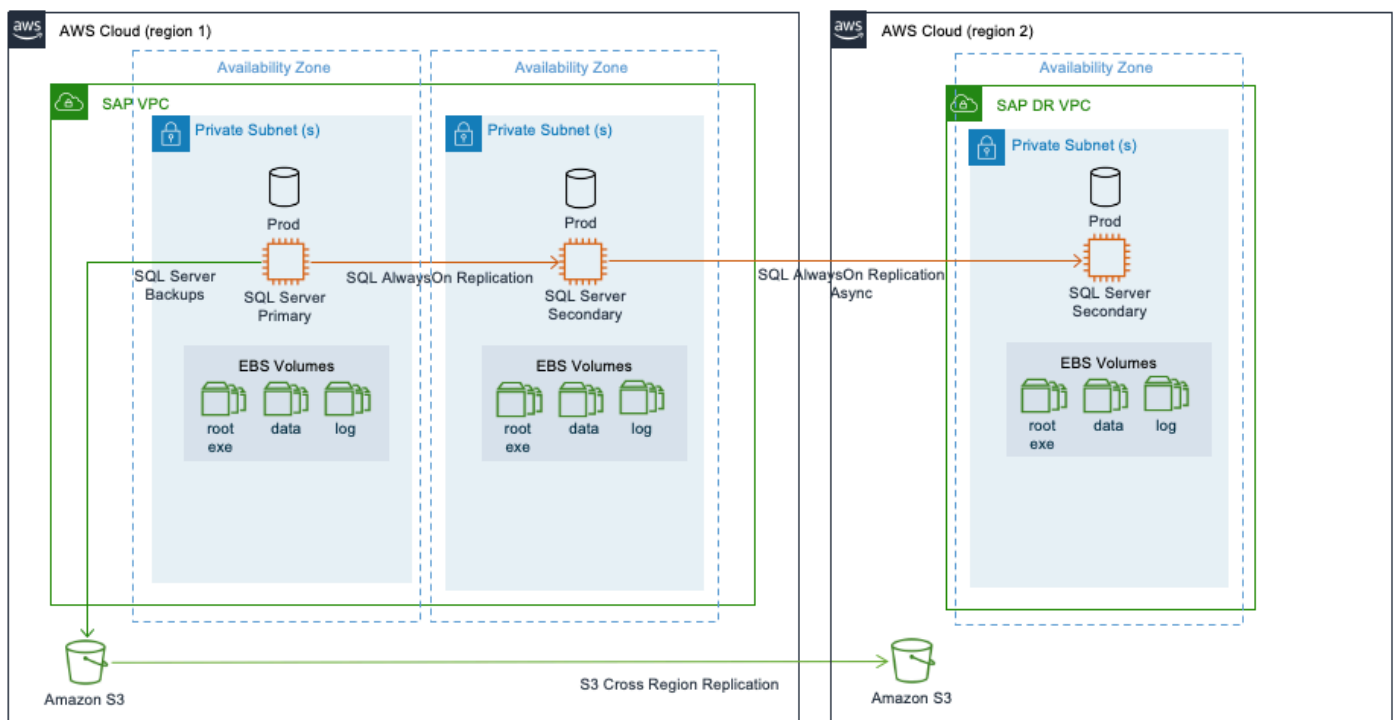 aws
AWS Cloud (region 1)
Availability Zone
Availability Zone
SAP VPC
Private Subnet (s)
Private Subnet (s)
Prod
Prod
SQL Server
Backups
SQL Server
Primary
SQL AlwaysOn Replication
SQL Server
Secondary
EBS Volumes
root
exe
data
log
EBS Volumes
root
exe
data
log
SQL AlwaysOn Replication
Async
aws
AWS Cloud (region 2)
Availability Zone
SAP DR VPC
Private Subnet (s)
Prod
SQL Server
Secondary
EBS Volumes
root
exe
data
log
Amazon S3
S3 Cross Region Replication
Amazon S3